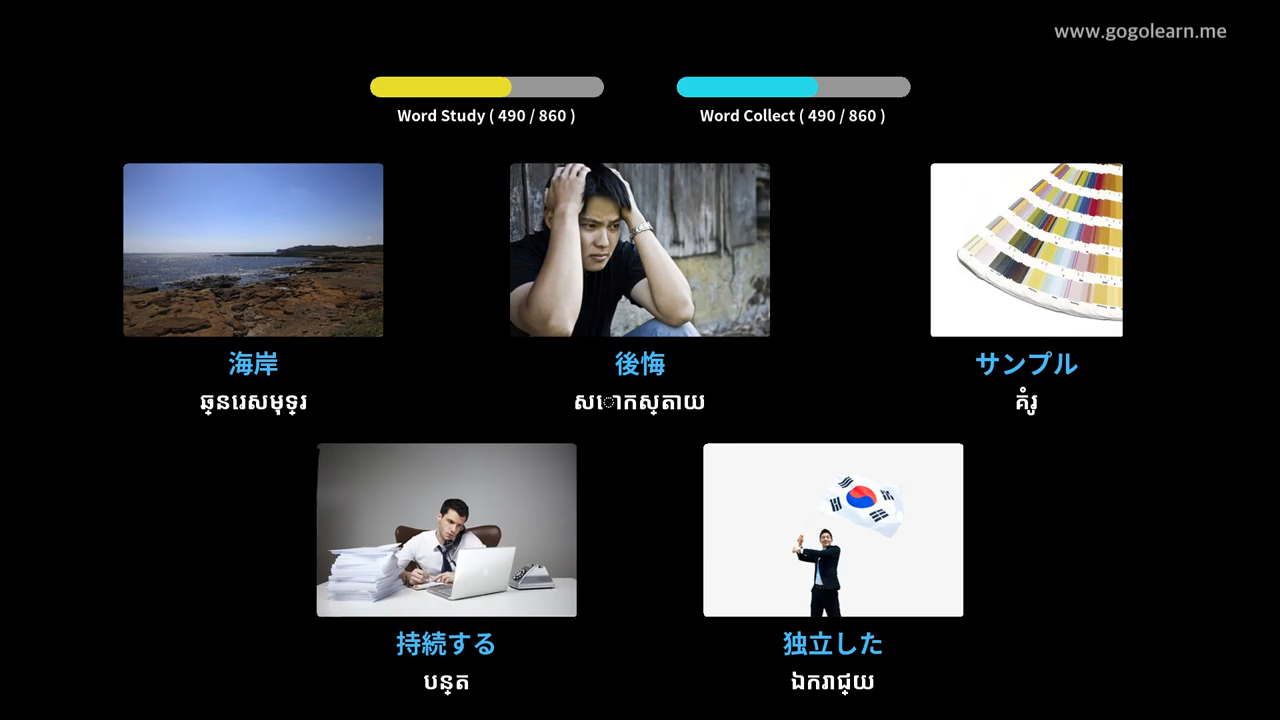 www.gogolearn.me
Word Study ( 490 / 860 )
Word Collect ( 490 / 860 )
海岸
ឆ្នេរសមុទ្រ
後悔
សោកស្តាយ
サンプル
គំរូ
持続する
បន្ត
独立した
ឯករាជ្យ